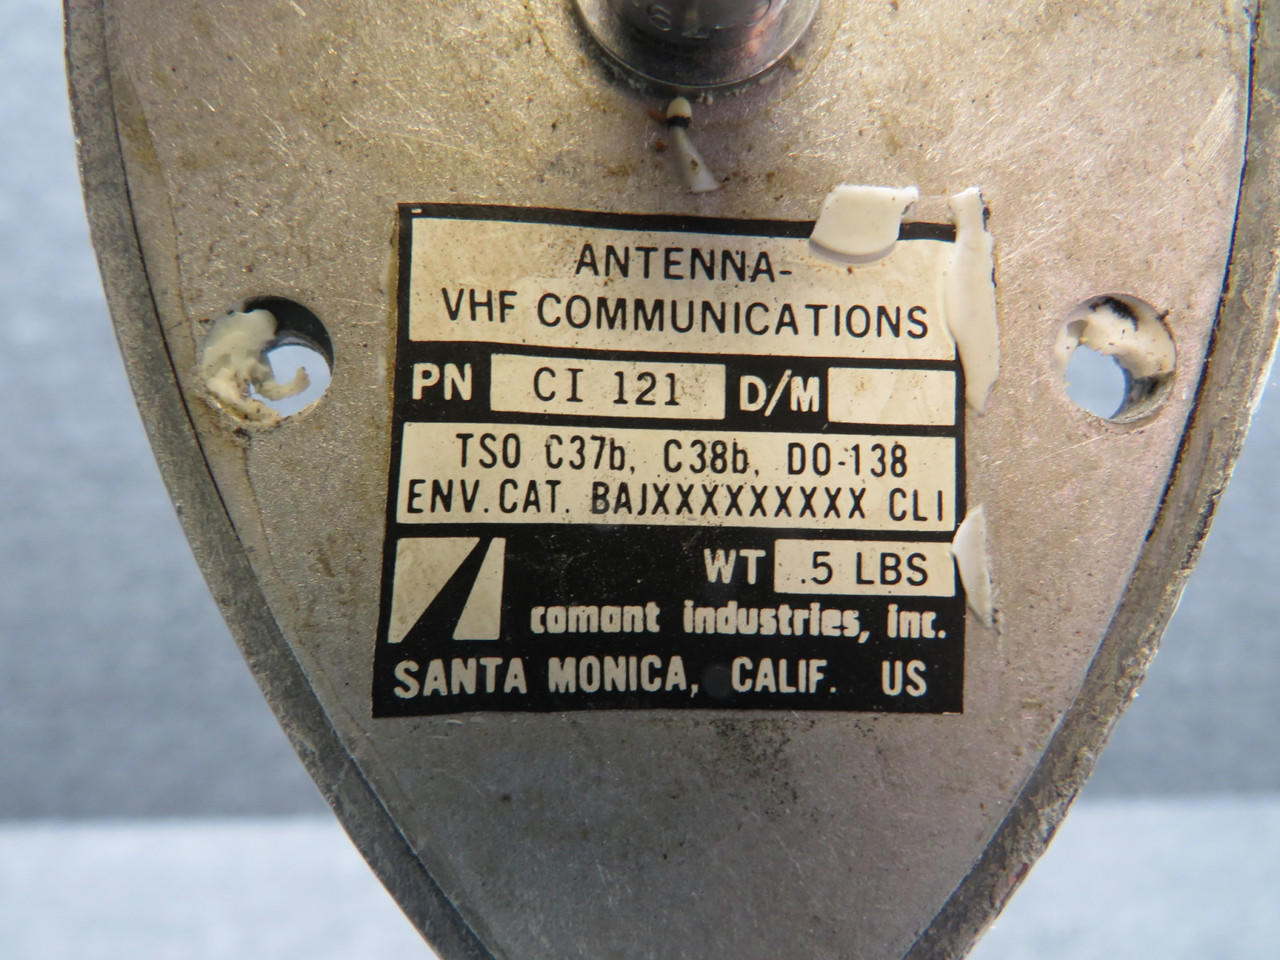 ANTENNA-
VHF COMMUNICATIONS
PN CI 121 D/M
TSO C37b, C38b, DO-138
ENV. CAT. BAJXXXXXXXXX CLI
WT .5 LBS
comant industries, inc.
SANTA MONICA, CALIF. US